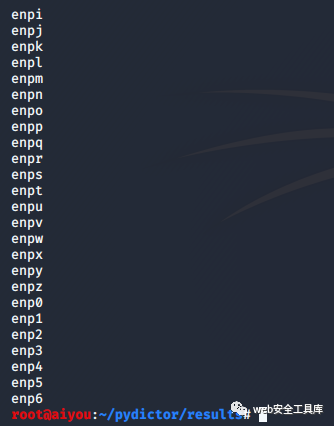 enpi
enpj
enpk
enpl
enpm
enpn
enpo
enpp
enpq
enpr
enps
enpt
enpu
enpv
enpw
enpx
enpy
enpz
enp0
enp1
enp2
enp3
enp4
enp5
enp6
root@aiyou:~/pydictor/results# web安全工具库